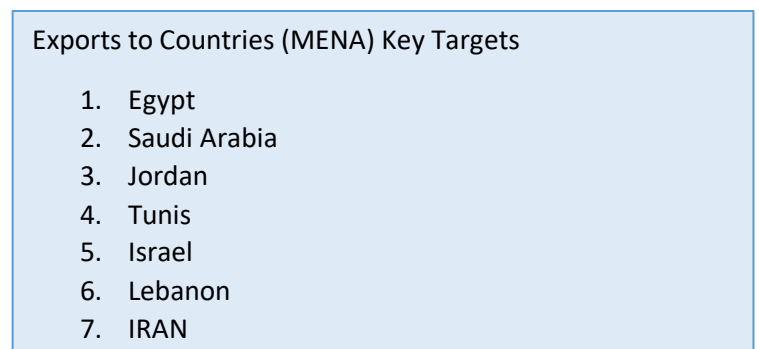 Exports to Countries (MENA) Key Targets
1. Egypt
2. Saudi Arabia
3. Jordan
4. Tunis
5. Israel
6. Lebanon
7. IRAN